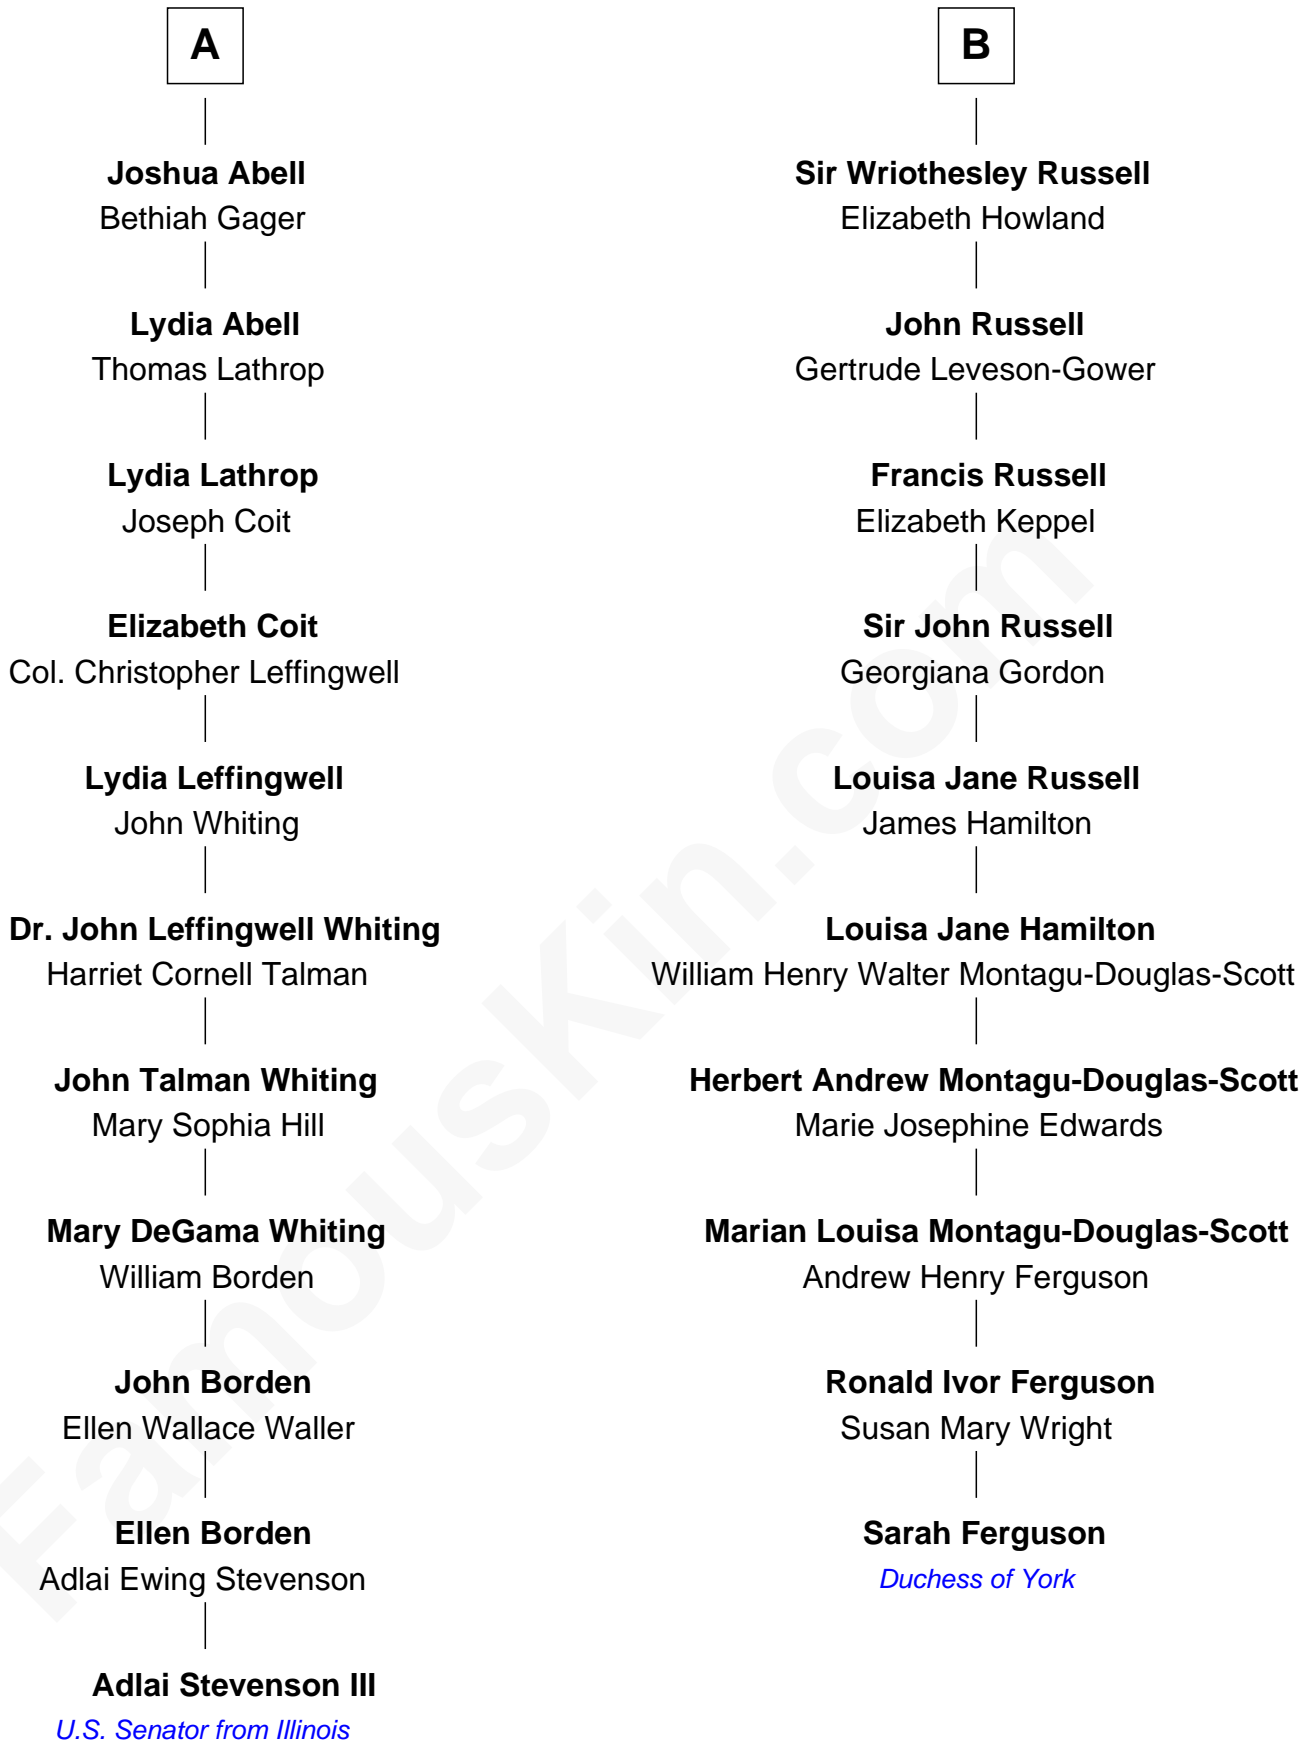 A
Joshua Abell
Bethiah Gager
Lydia Abell
Thomas Lathrop
Lydia Lathrop
Joseph Coit
Elizabeth Coit
Col. Christopher Leffingwell
Lydia Leffingwell
John Whiting
Dr. John Leffingwell Whiting
Harriet Cornell Talman
John Talman Whiting
Mary Sophia Hill
Mary DeGama Whiting
William Borden
John Borden
Ellen Wallace Waller
Ellen Borden
Adlai Ewing Stevenson
Adlai Stevenson III
U.S. Senator from Illinois
B
Sir Wriothesley Russell
Elizabeth Howland
John Russell
Gertrude Leveson-Gower
Francis Russell
Elizabeth Keppel
Sir John Russell
Georgiana Gordon
Louisa Jane Russell
James Hamilton
Louisa Jane Hamilton
William Henry Walter Montagu-Douglas-Scott
Herbert Andrew Montagu-Douglas-Scott
Marie Josephine Edwards
Marian Louisa Montagu-Douglas-Scott
Andrew Henry Ferguson
Ronald Ivor Ferguson
Susan Mary Wright
Sarah Ferguson
Duchess of York
FamousKin.com